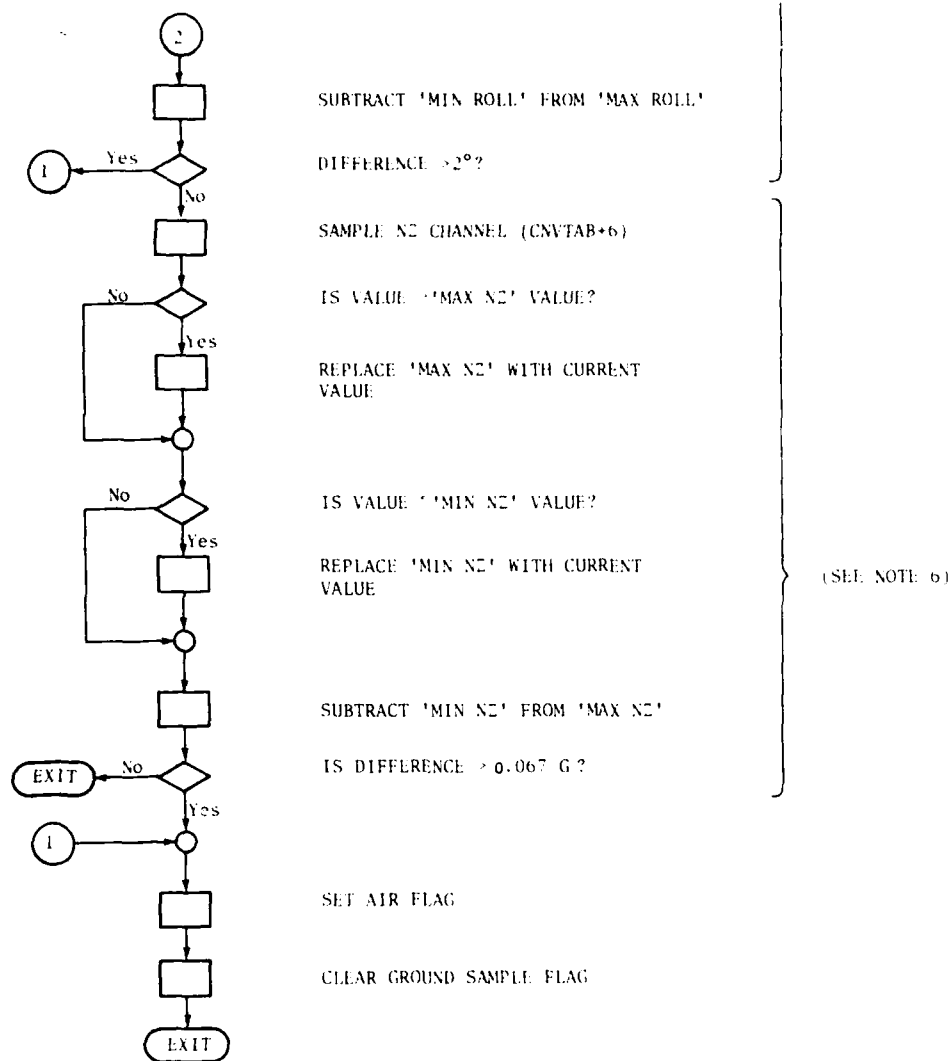 2
SUBTRACT 'MIN ROLL' FROM 'MAX ROLL'
1
Yes
DIFFERENCE >2°?
No
SAMPLE NZ CHANNEL (CNVTAB+6)
No
IS VALUE 'MAX NZ' VALUE?
Yes
REPLACE 'MAX NZ' WITH CURRENT
VALUE
No
IS VALUE 'MIN NZ' VALUE?
Yes
REPLACE 'MIN NZ' WITH CURRENT
VALUE
(SEE NOTE 6)
SUBTRACT 'MIN NZ' FROM 'MAX NZ'
EXIT
No
IS DIFFERENCE > 0.067 G?
Yes
1
SET AIR FLAG
CLEAR GROUND SAMPLE FLAG
EXIT